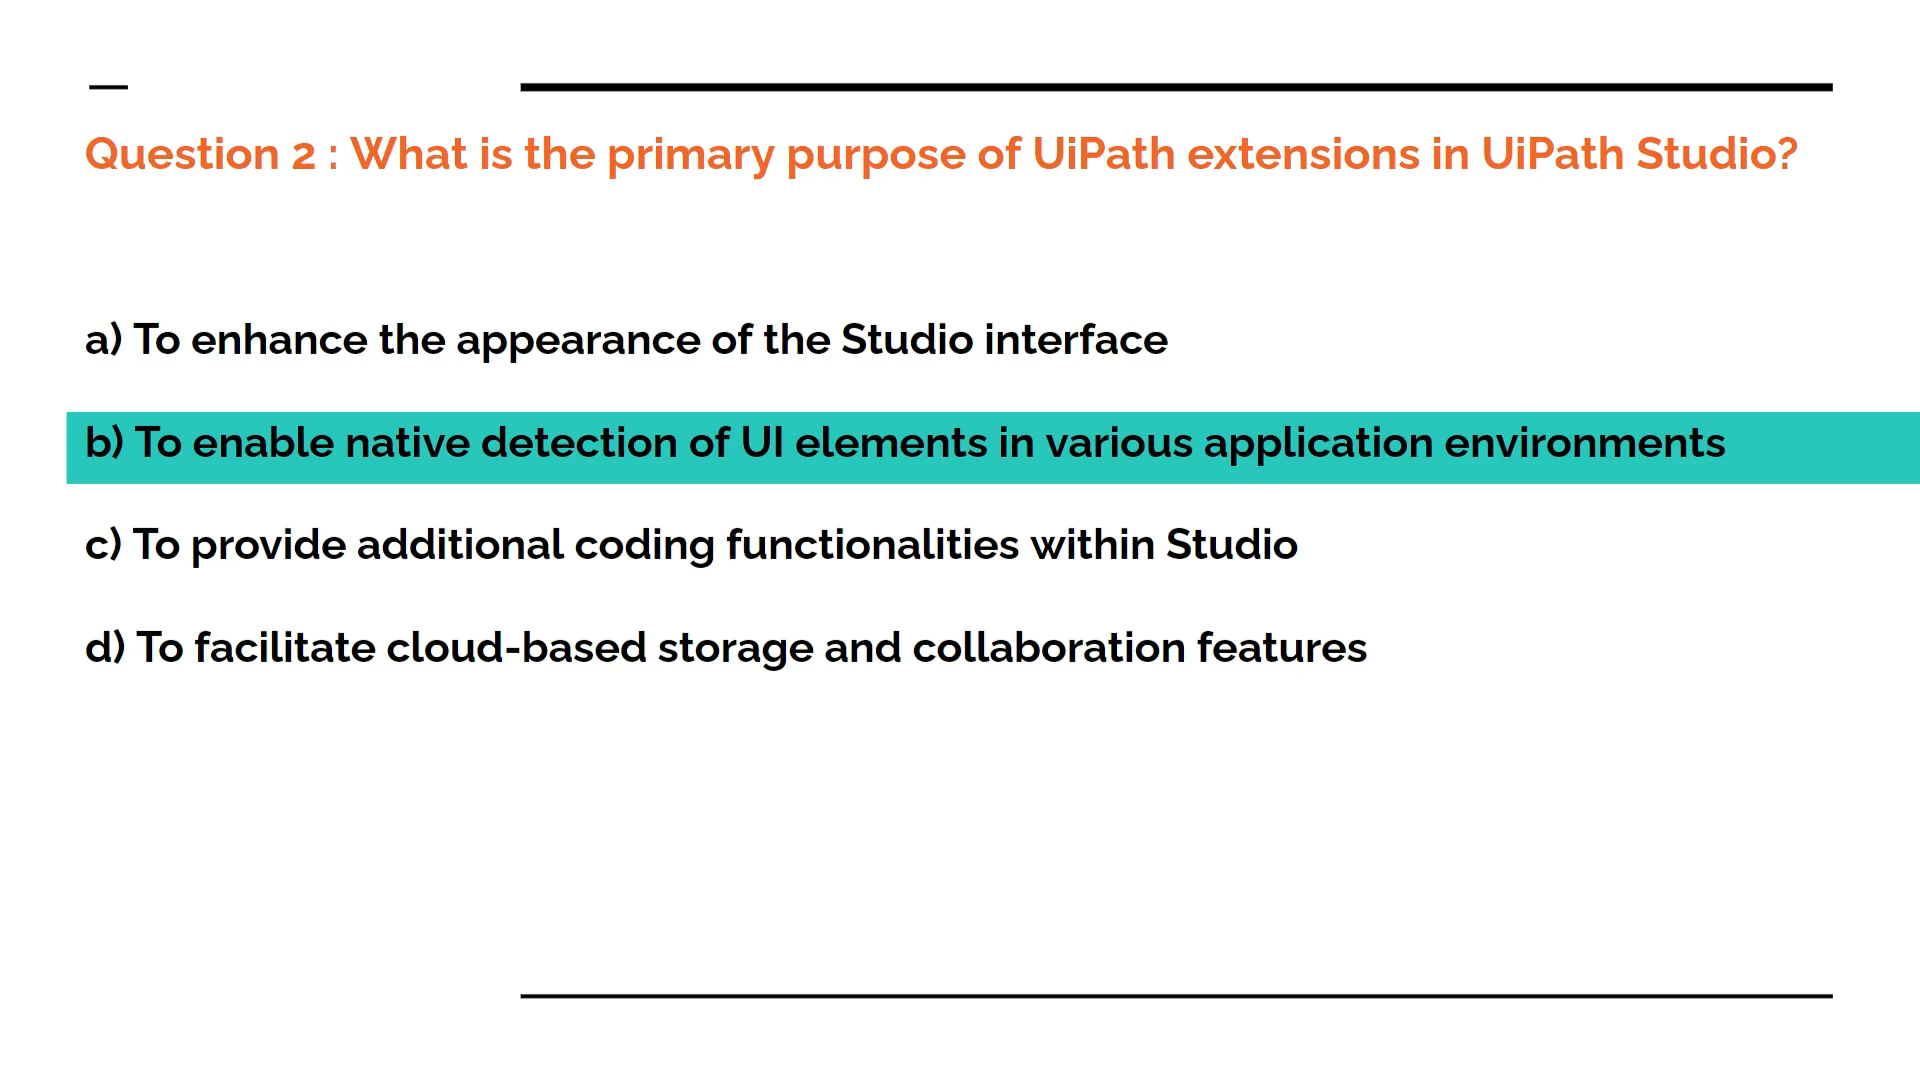 Question 2 : What is the primary purpose of UiPath extensions in UiPath Studio?
a) To enhance the appearance of the Studio interface
b) To enable native detection of UI elements in various application environments
c) To provide additional coding functionalities within Studio
d) To facilitate cloud-based storage and collaboration features